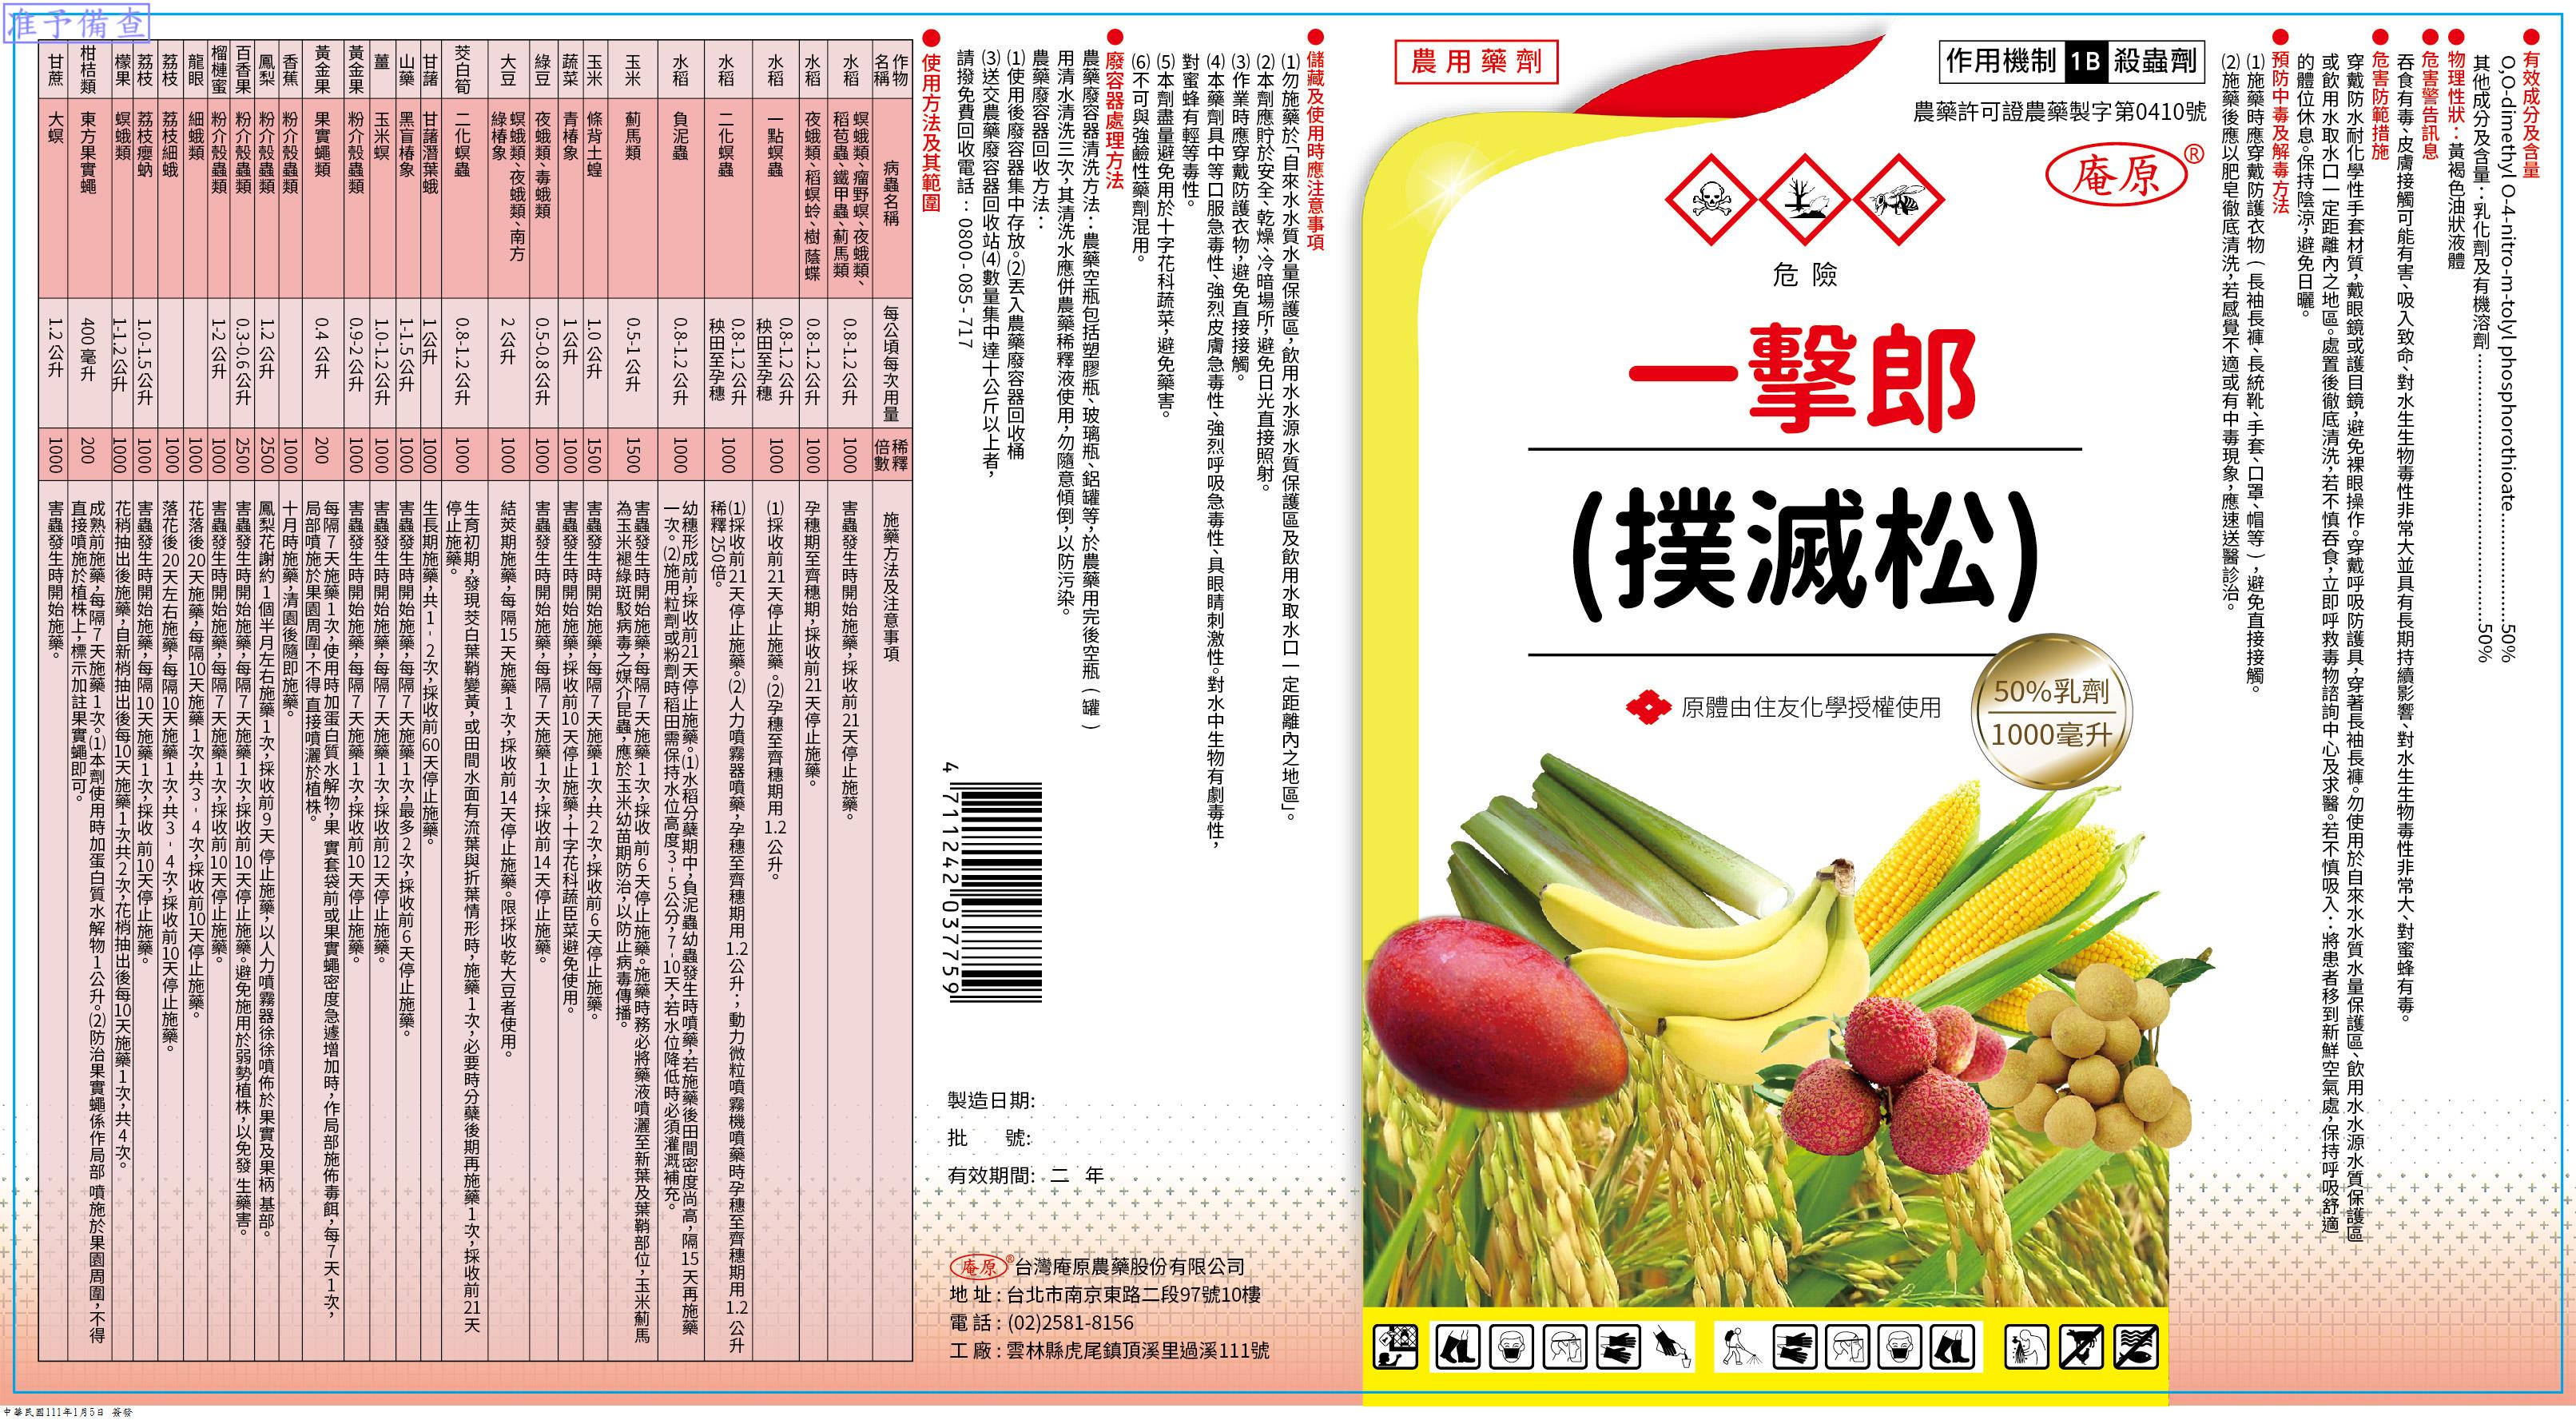 准予備查
農用藥劑
作用機制 1B 殺蟲劑
農藥許可證農藥製字第0410號
庵原®
危險
一擊郎
(撲滅松)
原體由住友化學授權使用
50%乳劑
1000毫升
●有效成分及含量
O,O-dimethyl O-4-nitro-m-tolyl phosphorothioate....................50%
其他成分及含量：乳化劑及有機溶劑........................................50%
●物理性狀：黃褐色油狀液體
●危害警告訊息
吞食有毒、皮膚接觸可能有害、吸入致命、對水生生物毒性非常大並具有長期持續影響、對水生生物毒性非常大、對蜜蜂有毒。
●危害防範措施
穿戴防水耐化學性手套材質，戴眼鏡或護目鏡，避免裸眼操作。穿戴呼吸防護具，穿著長袖長褲。勿使用於自來水水質水量保護區、飲用水水源水質保護區
或飲用水取水口一定距離內之地區。處置後徹底清洗，若不慎吞食，立即呼救毒物諮詢中心及求醫。若不慎吸入：將患者移到新鮮空氣處，保持呼吸舒適
的體位休息。保持陰涼，避免日曬。
●預防中毒及解毒方法
(1)施藥時應穿戴防護衣物（長袖長褲、長統靴、手套、口罩、帽等），避免直接接觸。
(2)施藥後應以肥皂徹底清洗，若感覺不適或有中毒現象，應速送醫診治。
●儲藏及使用時應注意事項
(1)勿施藥於「自來水水質水量保護區，飲用水水源水質保護區及飲用水取水口一定距離內之地區」。
(2)本劑應貯於安全、乾燥、冷暗場所，避免日光直接照射。
(3)作業時應穿戴防護衣物，避免直接接觸。
(4)本藥劑具中等口服急毒性、強烈皮膚急毒性、強烈呼吸急毒性、具眼睛刺激性。對水中生物有劇毒性，
對蜜蜂有輕等毒性。
(5)本劑盡量避免用於十字花科蔬菜，避免藥害。
(6)不可與強鹼性藥劑混用。
●廢容器處理方法
農藥廢容器清洗方法：農藥空瓶包括塑膠瓶、玻璃瓶、鋁罐等，於農藥用完後空瓶（罐）
用清水清洗三次，其清洗水應併農藥稀釋液使用，勿隨意傾倒，以防污染。
農藥廢容器回收方法：
(1)使用後廢容器集中存放。(2)丟入農藥廢容器回收桶
(3)送交農藥廢容器回收站(4)數量集中達十公斤以上者，
請撥免費回收電話：0800-085-717
●使用方法及其範圍
作物名稱 病蟲名稱 每公頃每次用量 稀釋倍數 施藥方法及注意事項
水稻 螟蛾類、瘤野螟、夜蛾類、稻苞蟲、鐵甲蟲、薊馬類 0.8-1.2公升 1000 害蟲發生時開始施藥，採收前21天停止施藥。
水稻 夜蛾類、稻螟蛉、樹蔭蝶 0.8-1.2公升 1000 孕穗期至齊穗期，採收前21天停止施藥。
水稻 一點螟蟲 0.8-1.2公升 秧田至孕穗 1000 (1)採收前21天停止施藥。(2)孕穗至齊穗期用1.2公升。
水稻 二化螟蟲 0.8-1.2公升 秧田至孕穗 1000 (1)採收前21天停止施藥。(2)人力噴霧器噴藥，孕穗至齊穗期用1.2公升；動力微粒噴霧機噴藥時孕穗至齊穗期用1.2公升稀釋250倍。
水稻 負泥蟲 0.8-1.2公升 1000 幼穗形成前，採收前21天停止施藥。(1)水稻分蘖期中，負泥蟲幼蟲發生時噴藥，若施藥後田間密度尚高，隔15天再施藥一次。(2)施用粒劑或粉劑時稻田需保持水位高度3-5公分，7-10天，若水位降低時必須灌溉補充。
玉米 薊馬類 0.5-1公升 1500 害蟲發生時開始施藥，每隔7天施藥1次，採收前6天停止施藥。施藥時務必將藥液噴灑至新葉及葉鞘部位，玉米薊馬為玉米褪綠斑駁病毒之媒介昆蟲，應於玉米幼苗期防治，以防止病毒傳播。
玉米 條背土蝗 1.0公升 1500 害蟲發生時開始施藥，每隔7天施藥1次，共2次，採收前6天停止施藥。
蔬菜 青椿象 1公升 1000 害蟲發生時開始施藥，採收前10天停止施藥，十字花科蔬臣菜避免使用。
綠豆 夜蛾類、毒蛾類 0.5-0.8公升 1000 害蟲發生時開始施藥，每隔7天施藥1次，採收前14天停止施藥。
大豆 螟蛾類、夜蛾類、南方綠椿象 2公升 1000 結莢期施藥，每隔15天施藥1次，採收前14天停止施藥。限採收乾大豆者使用。
茭白筍 二化螟蟲 0.8-1.2公升 1000 生育初期，發現茭白葉鞘變黃，或田間水面有流葉與折葉情形時，施藥1次，必要時分蘖後期再施藥1次，採收前21天停止施藥。
甘藷 甘藷潛葉蛾 1公升 1000 生長期施藥，共1-2次，採收前60天停止施藥。
山藥 黑盲椿象 1-1.5公升 1000 害蟲發生時開始施藥，每隔7天施藥1次，最多2次，採收前6天停止施藥。
薑 玉米螟 1.0-1.2公升 1000 害蟲發生時開始施藥，每隔7天施藥1次，採收前12天停止施藥。
黃金果 粉介殼蟲類 0.9-2公升 1000 害蟲發生時開始施藥，每隔7天施藥1次，採收前10天停止施藥。
黃金果 果實蠅類 0.4公升 200 每隔7天施藥1次，使用時加蛋白質水解物，果實套袋前或果實蠅密度急遽增加時，作局部施佈毒餌，每7天1次，局部噴施於果園周圍，不得直接噴灑於植株。
香蕉 粉介殼蟲類 1000 十月時施藥，清園後隨即施藥。
鳳梨 粉介殼蟲類 1.2公升 2500 鳳梨花謝約1個半月左右施藥1次，採收前9天停止施藥，以人力噴霧器徐徐噴佈於果實及果柄基部。
百香果 粉介殼蟲類 0.3-0.6公升 2500 害蟲發生時開始施藥，每隔7天施藥1次，採收前10天停止施藥。避免施用於弱勢植株，以免發生藥害。
榴槤蜜 粉介殼蟲類 1-2公升 1000 害蟲發生時開始施藥，每隔7天施藥1次，採收前10天停止施藥。
龍眼 細蛾類 1000 花落後20天施藥，每隔10天施藥1次，共3-4次，採收前10天停止施藥。
荔枝 荔枝細蛾 1000 落花後20天左右施藥，每隔10天施藥1次，共3-4次，採收前10天停止施藥。
荔枝 荔枝癭蚋 1.0-1.5公升 1000 害蟲發生時開始施藥，每隔10天施藥1次，採收前10天停止施藥。
檬果 螟蛾類 1-1.2公升 1000 花梢抽出後施藥，自新梢抽出後每10天施藥1次共2次，花梢抽出後每10天施藥1次，共4次。
柑桔類 東方果實蠅 400毫升 200 成熟前施藥，每隔7天施藥1次。(1)本劑使用時加蛋白質水解物1公升。(2)防治果實蠅係作局部噴施於果園周圍，不得直接噴施於植株上，標示加註果實蠅即可。
甘蔗 大螟 1.2公升 1000 害蟲發生時開始施藥。
4 711242 037759
製造日期:
批 號:
有效期間: 二 年
庵原®台灣庵原農藥股份有限公司
地 址 : 台北市南京東路二段97號10樓
電 話 : (02)2581-8156
工 廠 : 雲林縣虎尾鎮頂溪里過溪111號
中華民國111年1月5日 簽發